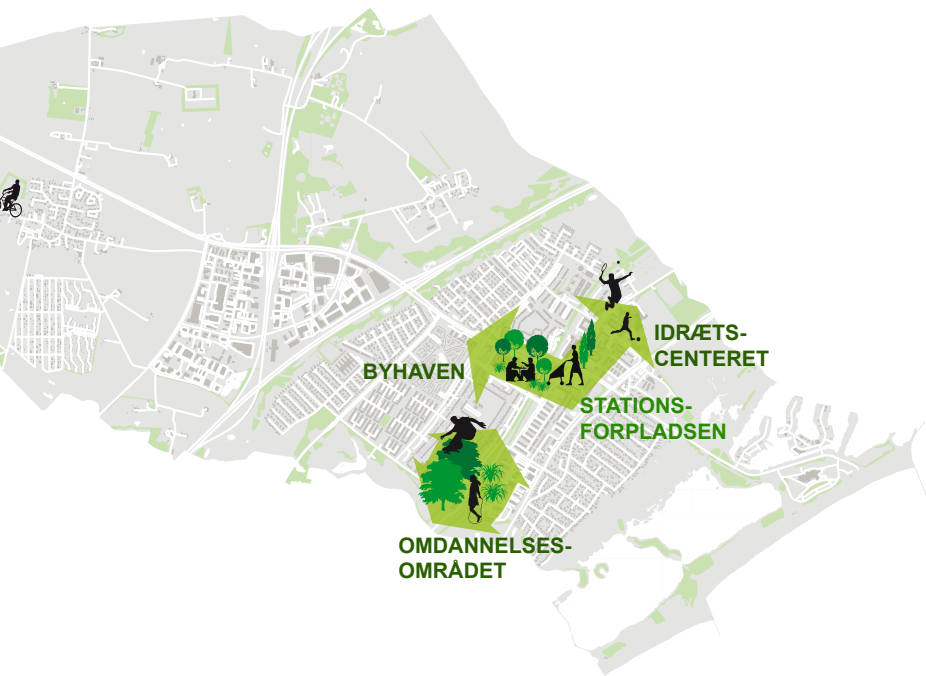 IDRÆTS-
CENTERET
BYHAVEN
STATIONS-
FORPLADSEN
OMDANNELSES-
OMRÅDET